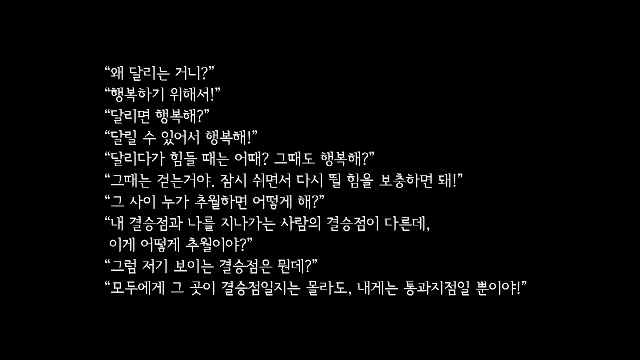 “왜 달리는 거니?”
“행복하기 위해서!”
“달리면 행복해?”
“달릴 수 있어서 행복해!”
“달리다가 힘들 때는 어때? 그때도 행복해?”
“그때는 걷는거야. 잠시 쉬면서 다시 뛸 힘을 보충하면 돼!”
“그 사이 누가 추월하면 어떻게 해?”
“내 결승점과 나를 지나가는 사람의 결승점이 다른데,
이게 어떻게 추월이야?”
“그럼 저기 보이는 결승점은 뭔데?”
“모두에게 그 곳이 결승점일지는 몰라도, 내게는 통과지점일 뿐이야!”